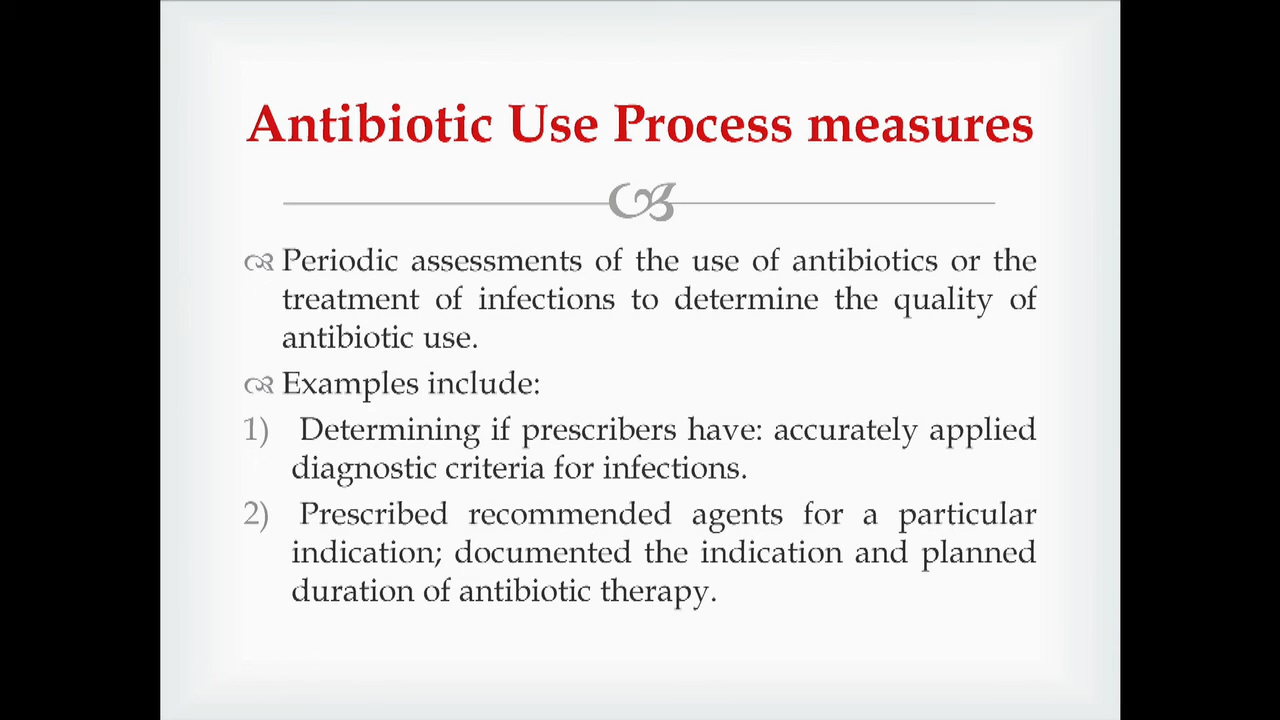 Antibiotic Use Process measures
Periodic assessments of the use of antibiotics or the
treatment of infections to determine the quality of
antibiotic use.
Examples include:
1) Determining if prescribers have: accurately applied
diagnostic criteria for infections.
2) Prescribed recommended agents for a particular
indication; documented the indication and planned
duration of antibiotic therapy.